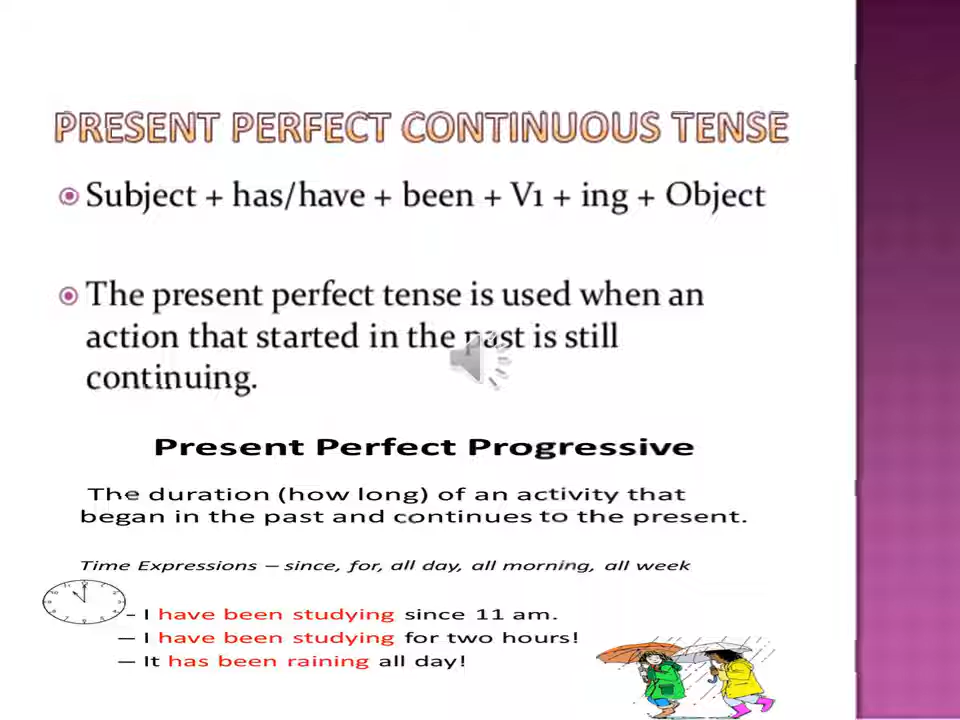 PRESENT PERFECT CONTINUOUS TENSE
Subject + has/have + been + V1 + ing + Object
The present perfect tense is used when an
action that started in the past is still
continuing.
Present Perfect Progressive
The duration (how long) of an activity that
began in the past and continues to the present.
Time Expressions – since, for, all day, all morning, all week
– I have been studying since 11 am.
– I have been studying for two hours!
– It has been raining all day!